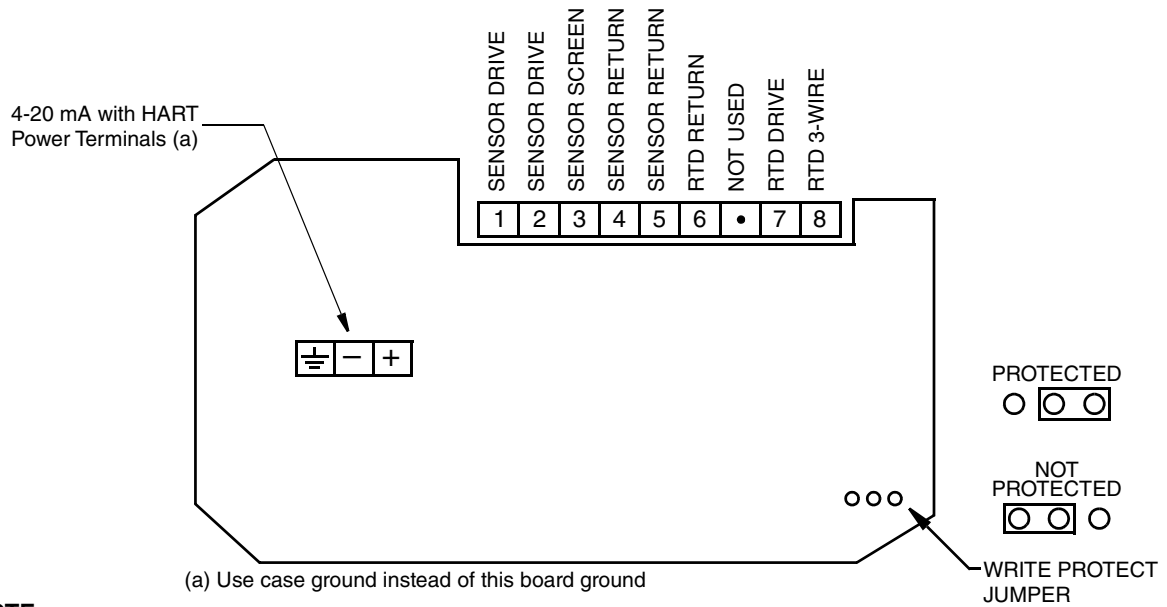 SENSOR DRIVE
SENSOR DRIVE
SENSOR SCREEN
SENSOR RETURN
SENSOR RETURN
RTD RETURN
NOT USED
RTD DRIVE
RTD 3-WIRE
4-20 mA with HART
Power Terminals (a)
1 2 3 4 5 6 • 7 8
− +
PROTECTED
NOT
PROTECTED
WRITE PROTECT
JUMPER
(a) Use case ground instead of this board ground